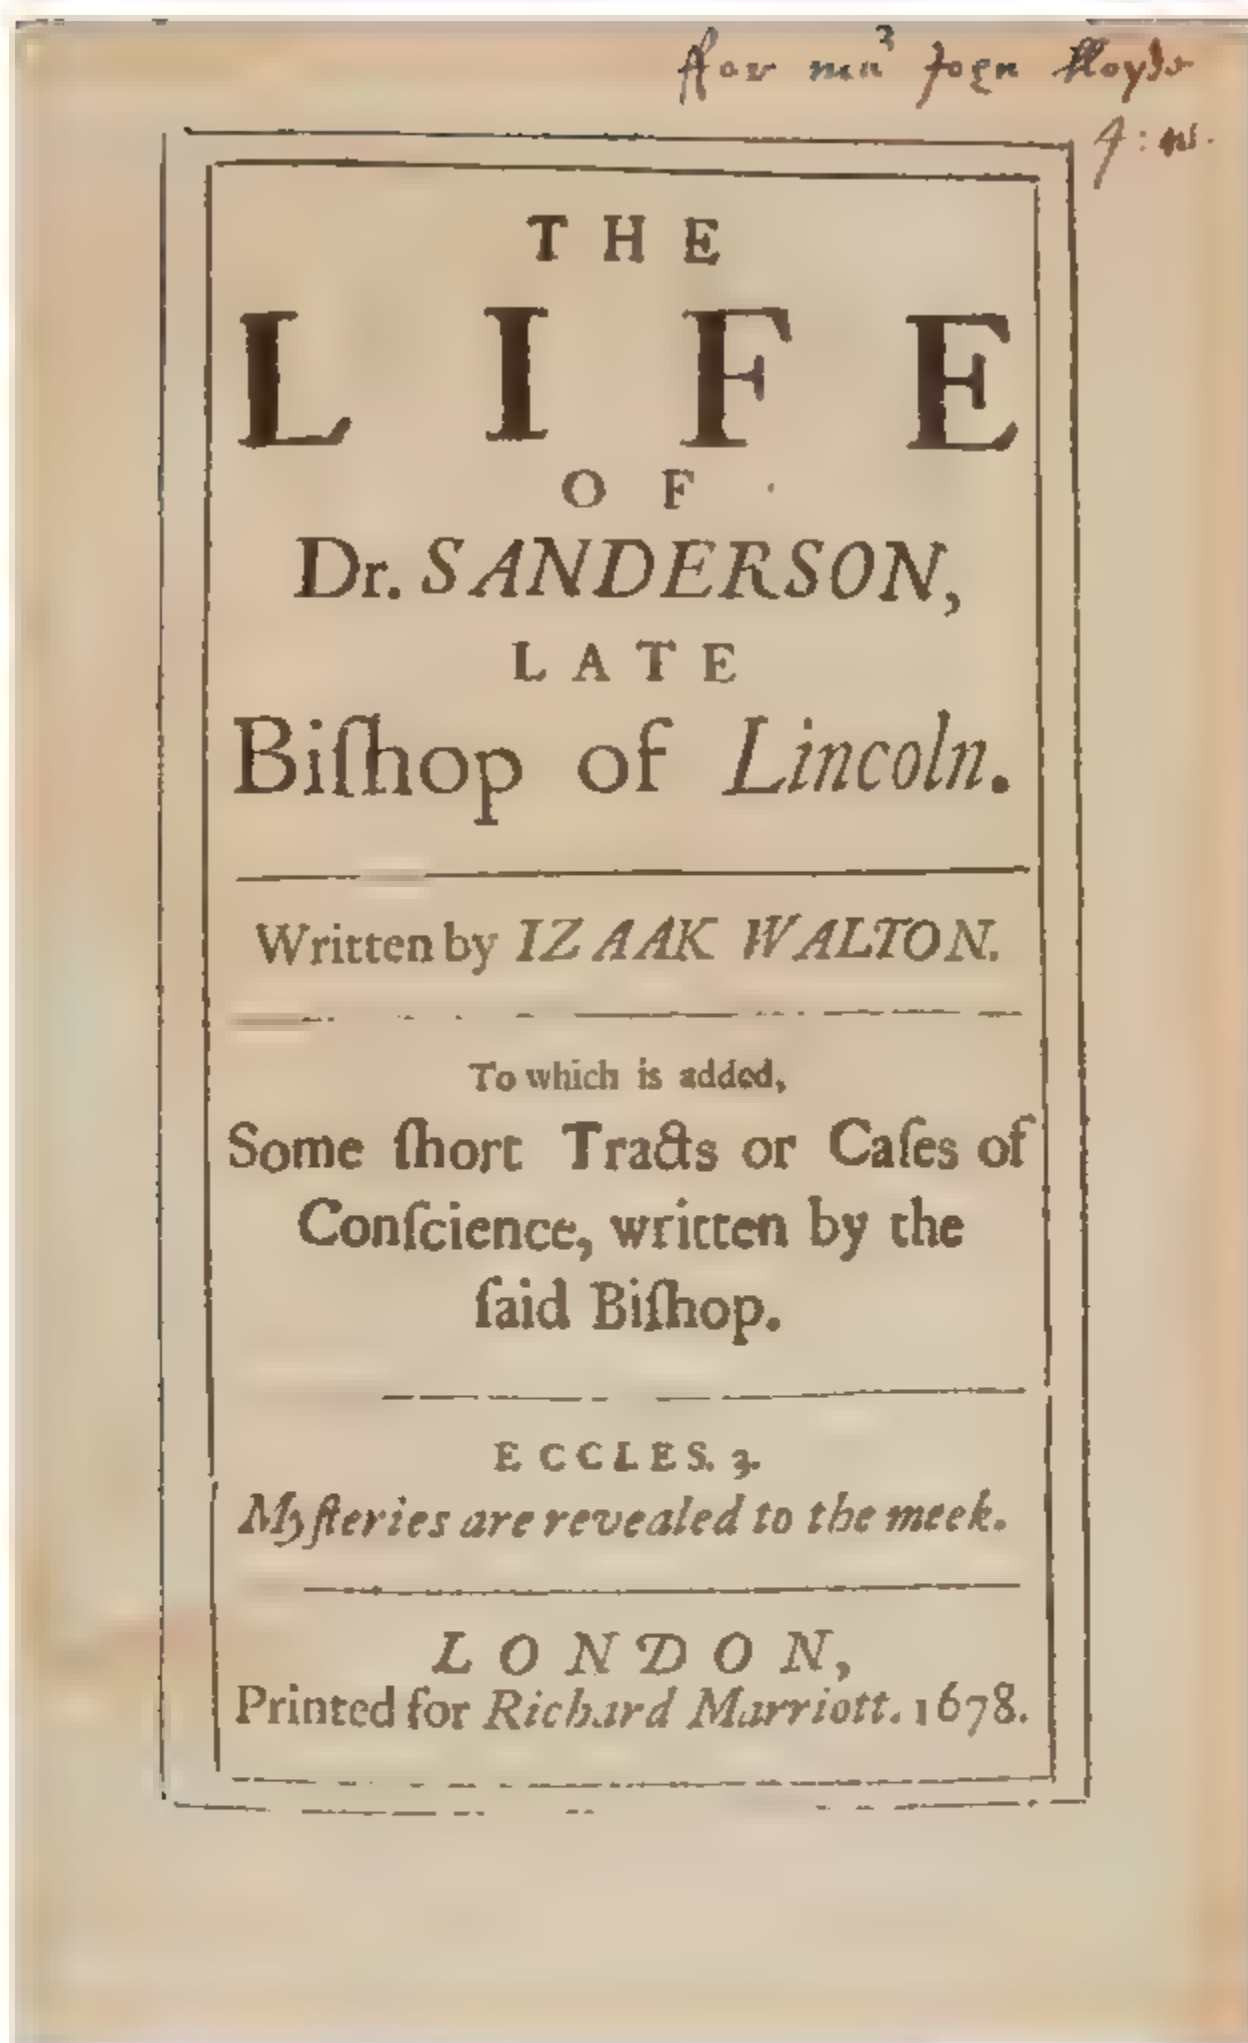 THE
LIFE
OF
Dr. SANDERSON,
LATE
Biſhop of Lincoln.
Written by IZAAK WALTON.
To which is added,
Some ſhort Tracts or Caſes of
Conſcience, written by the
ſaid Biſhop.
ECCLES. 3.
Myſteries are revealed to the meek.
LONDON,
Printed for Richard Marriott. 1678.